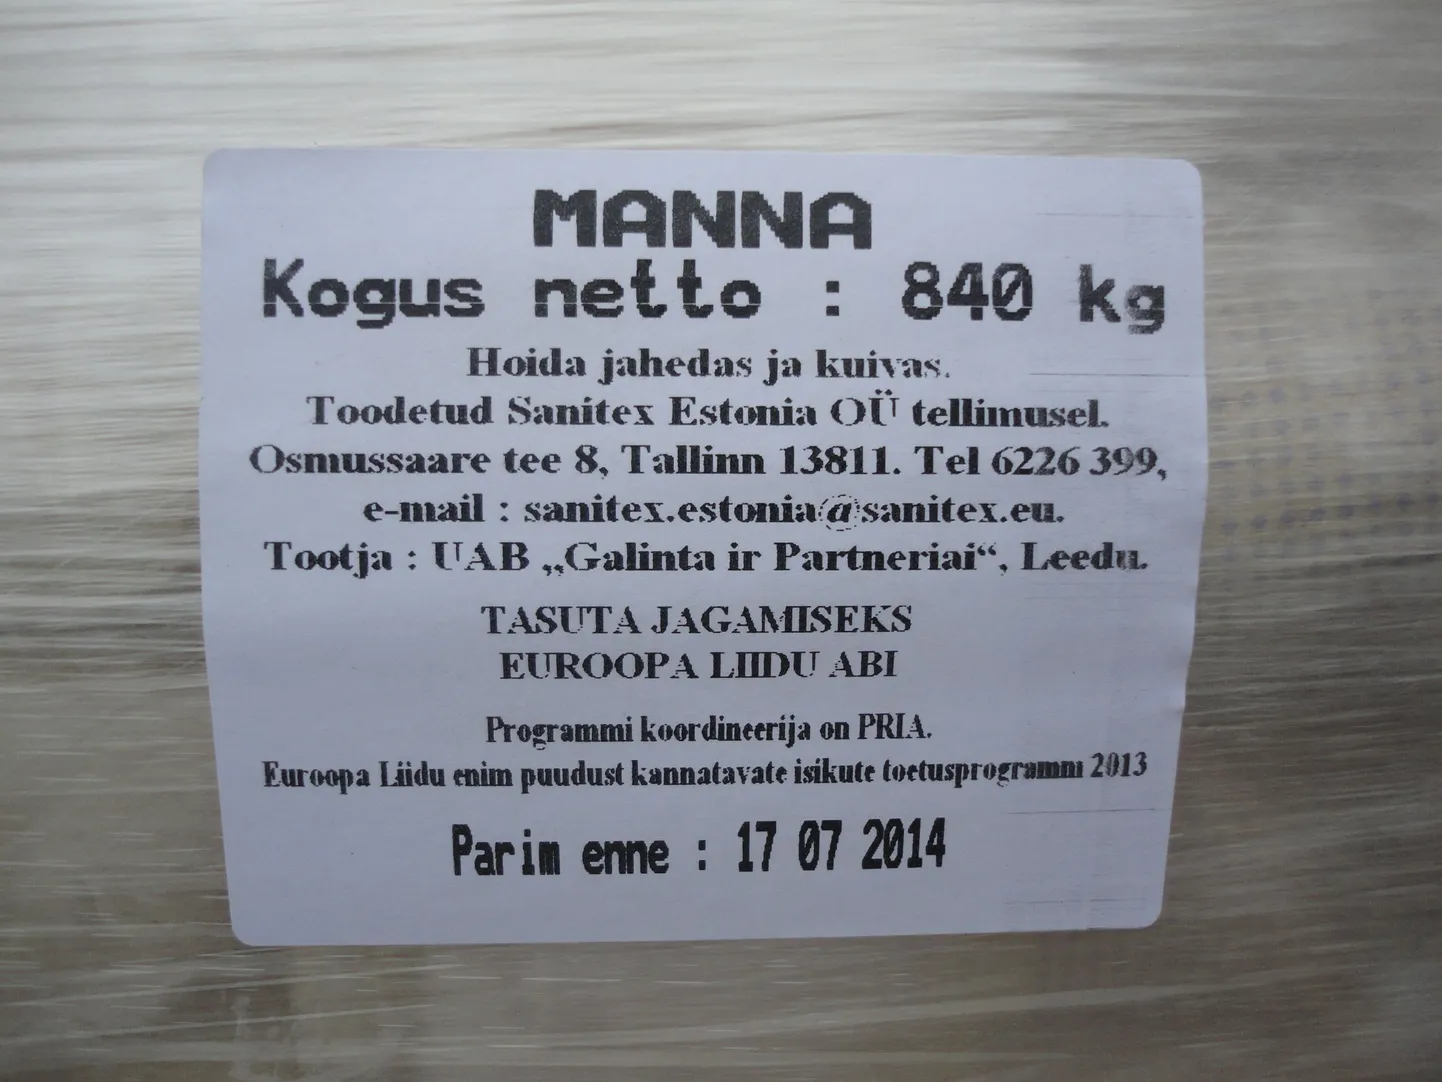 MANNA
Kogus netto : 840 kg
Hoida jahedas ja kuivas.
Toodetud Sanitex Estonia OÜ tellimusel.
Osmussaare tee 8, Tallinn 13811. Tel 6226 399,
e-mail : sanitex.estonia@sanitex.eu.
Tootja : UAB „Galinta ir Partneriai“, Leedu.
TASUTA JAGAMISEKS
EUROOPA LIIDU ABI
Programmi koordineerija on PRIA.
Euroopa Liidu enim puudust kannatavate isikute toetusprogramm 2013
Parim enne : 17 07 2014